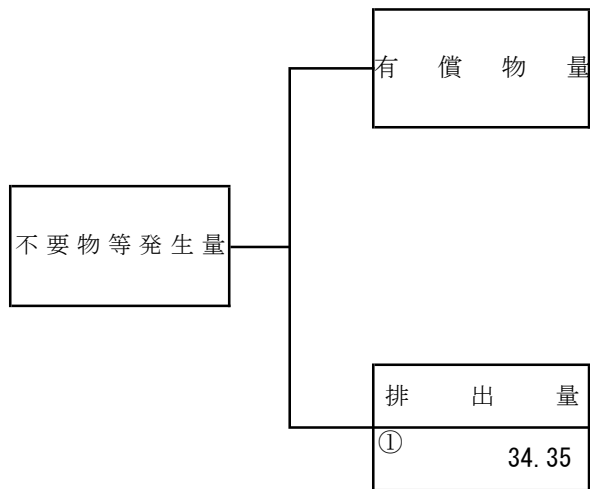 有償物量
不要物等発生量
排出量
①
34.35